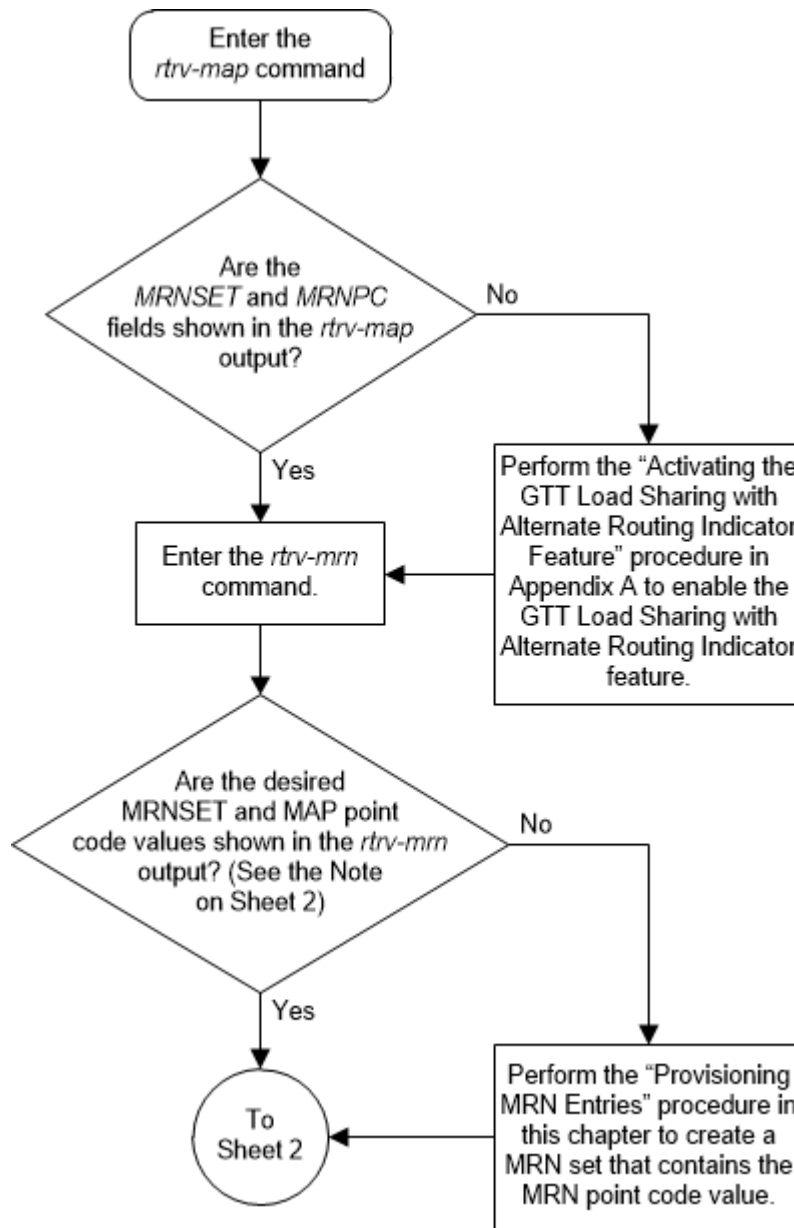 Enter the
rtrv-map command
Are the
MRNSET and MRNPC
fields shown in the rtrv-map
output?
No
Yes
Perform the “Activating the
GTT Load Sharing with
Alternate Routing Indicator
Feature” procedure in
Appendix A to enable the
GTT Load Sharing with
Alternate Routing Indicator
feature.
Enter the rtrv-mrn
command.
Are the desired
MRNSET and MAP point
code values shown in the rtrv-mrn
output? (See the Note
on Sheet 2)
No
Yes
To
Sheet 2
Perform the “Provisioning
MRN Entries” procedure in
this chapter to create a
MRN set that contains the
MRN point code value.